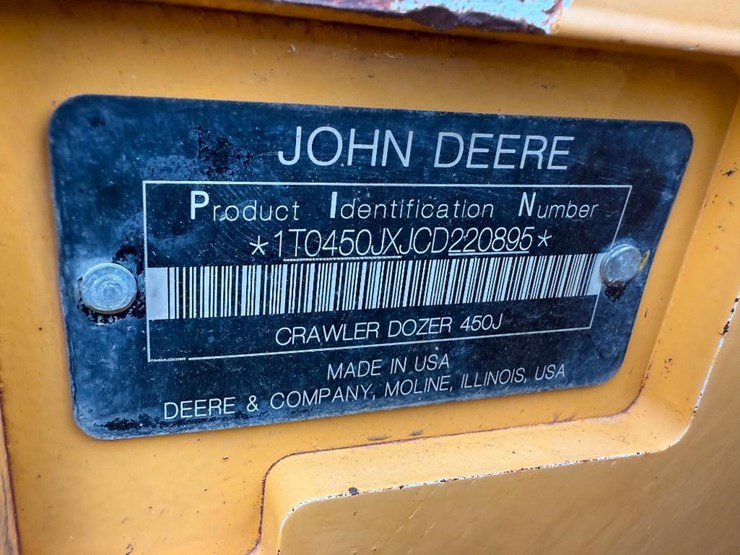 JOHN DEERE
Product Identification Number
*1T0450JXJCD220895*
CRAWLER DOZER 450J
MADE IN USA
DEERE & COMPANY, MOLINE, ILLINOIS, USA